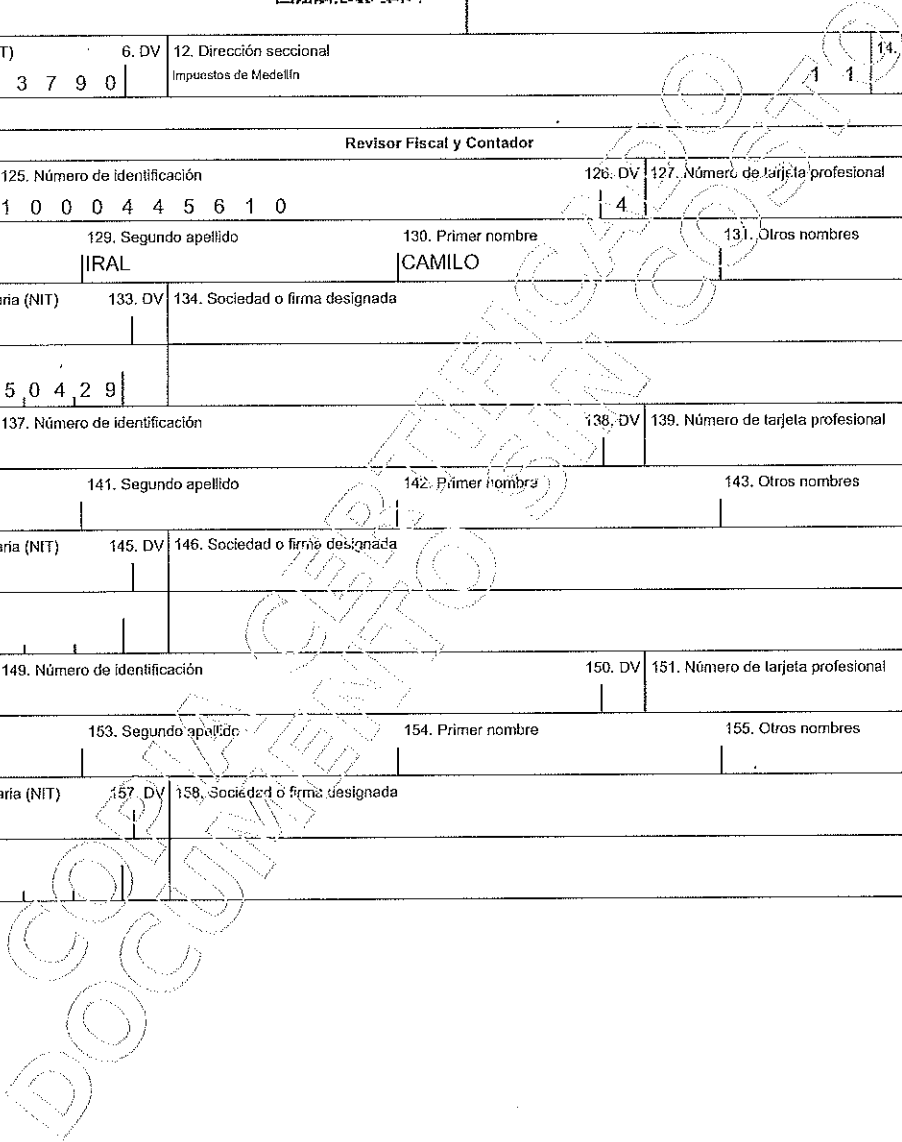 T) 6. DV 12. Dirección seccional 14.
3 7 9 0 Impuestos de Medellín 1 1
Revisor Fiscal y Contador
125. Número de identificación 126. DV 127. Número de tarjeta profesional
1 0 0 0 4 4 5 6 1 0 4
129. Segundo apellido 130. Primer nombre 131. Otros nombres
IRAL CAMILO
aria (NIT) 133. DV 134. Sociedad o firma designada
5 0 4 2 9
137. Número de identificación 138. DV 139. Número de tarjeta profesional
141. Segundo apellido 142. Primer nombre 143. Otros nombres
aria (NIT) 145. DV 146. Sociedad o firma designada
149. Número de identificación 150. DV 151. Número de tarjeta profesional
153. Segundo apellido 154. Primer nombre 155. Otros nombres
aria (NIT) 157. DV 158. Sociedad o firma designada
COPIA CERTIFICADO
DOCUMENTO SIN COSTO